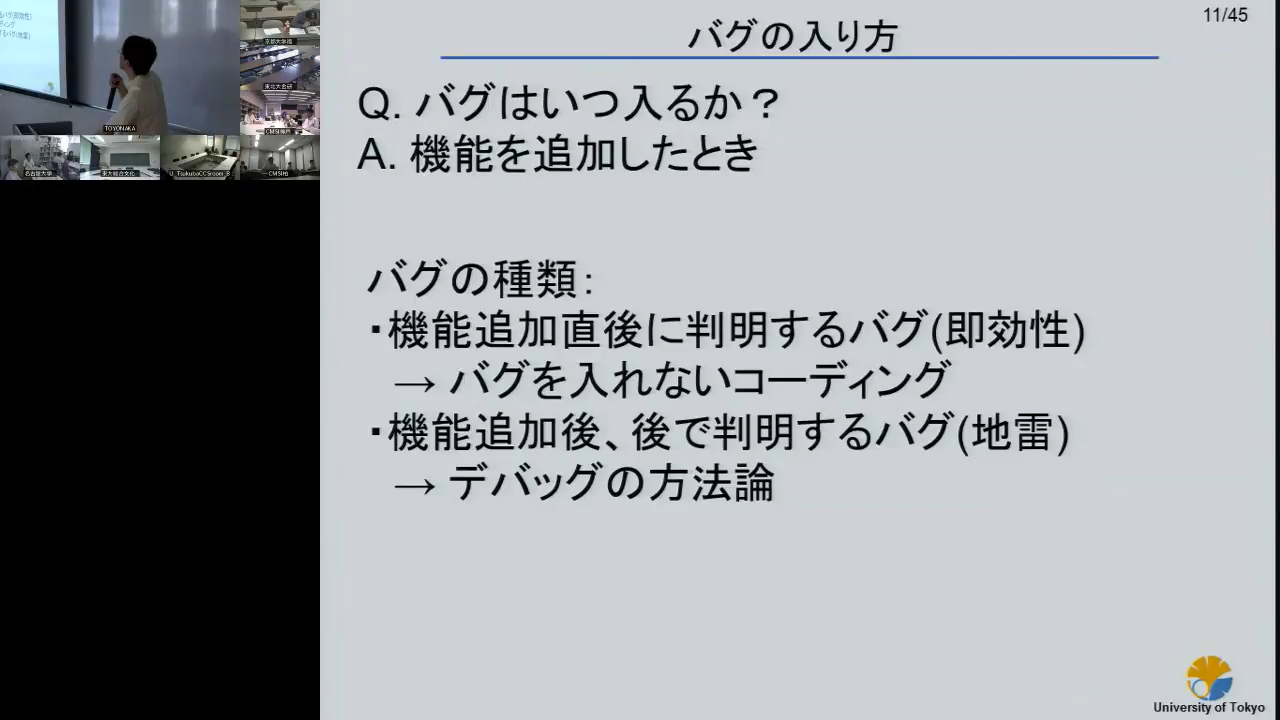 11/45
バグの入り方
Q. バグはいつ入るか？
A. 機能を追加したとき
バグの種類：
・機能追加直後に判明するバグ(即効性)
→ バグを入れないコーディング
・機能追加後、後で判明するバグ(地雷)
→ デバッグの方法論
University of Tokyo
TOYONAKA
京都大学福
東北大金研
CMSI神戸
名古屋大学
東大総合文化
U_TsukubaCCSroom_B
CMSI柏